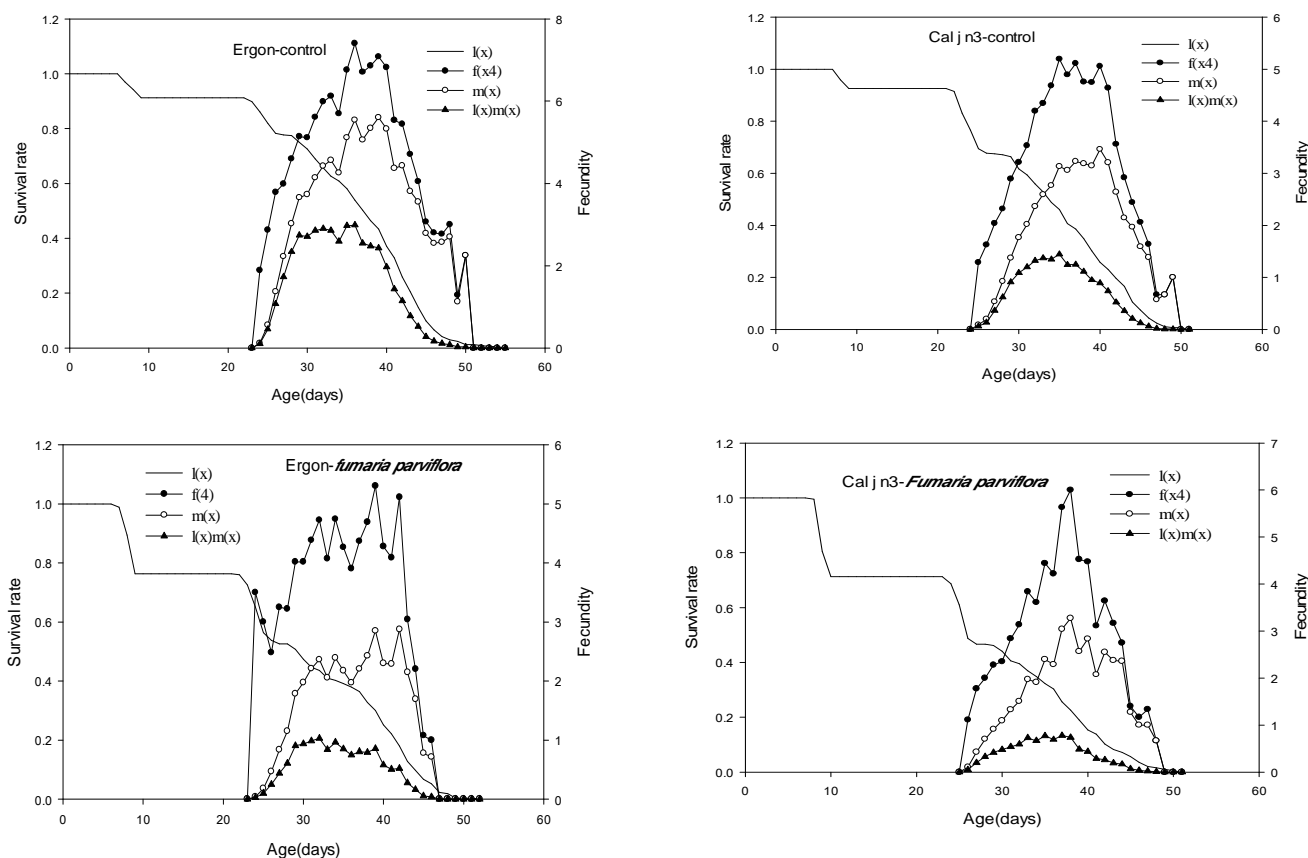 Ergon-control
l(x)
f(x4)
m(x)
l(x)m(x)
Survival rate
Fecundity
1.2
1.0
0.8
0.6
0.4
0.2
0.0
8
6
4
2
0
0 10 20 30 40 50 60
Age(days)
Cal j n3-control
l(x)
f(x4)
m(x)
l(x)m(x)
Survival rate
Fecundity
1.2
1.0
0.8
0.6
0.4
0.2
0.0
6
5
4
3
2
1
0
0 10 20 30 40 50 60
Age(days)
Ergon-fumaria parviflora
l(x)
f(4)
m(x)
l(x)m(x)
Survival rate
Fecundity
1.2
1.0
0.8
0.6
0.4
0.2
0.0
6
5
4
3
2
1
0
0 10 20 30 40 50 60
Age(days)
Cal j n3-Fumaria parviflora
l(x)
f(x4)
m(x)
l(x)m(x)
Survival rate
Fecundity
1.2
1.0
0.8
0.6
0.4
0.2
0.0
7
6
5
4
3
2
1
0
0 10 20 30 40 50 60
Age(days)